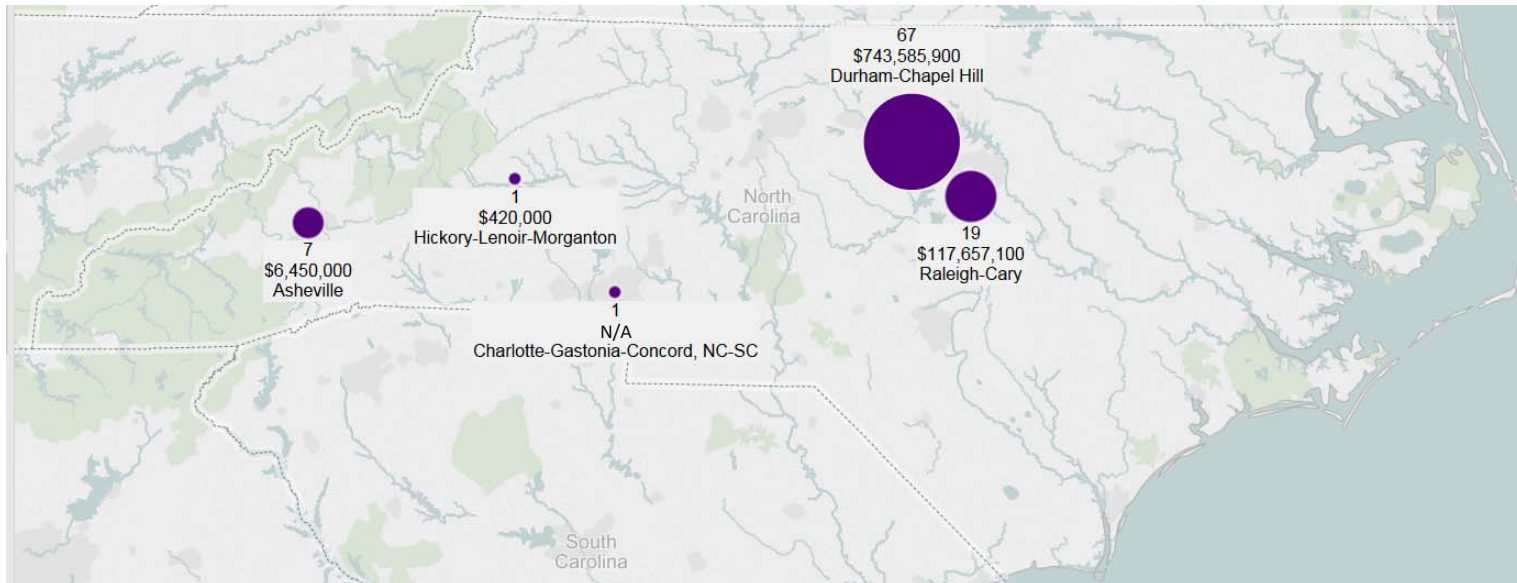 67
$743,585,900
Durham-Chapel Hill
1
$420,000
Hickory-Lenoir-Morganton
North
Carolina
7
$6,450,000
Asheville
19
$117,657,100
Raleigh-Cary
1
N/A
Charlotte-Gastonia-Concord, NC-SC
South
Carolina